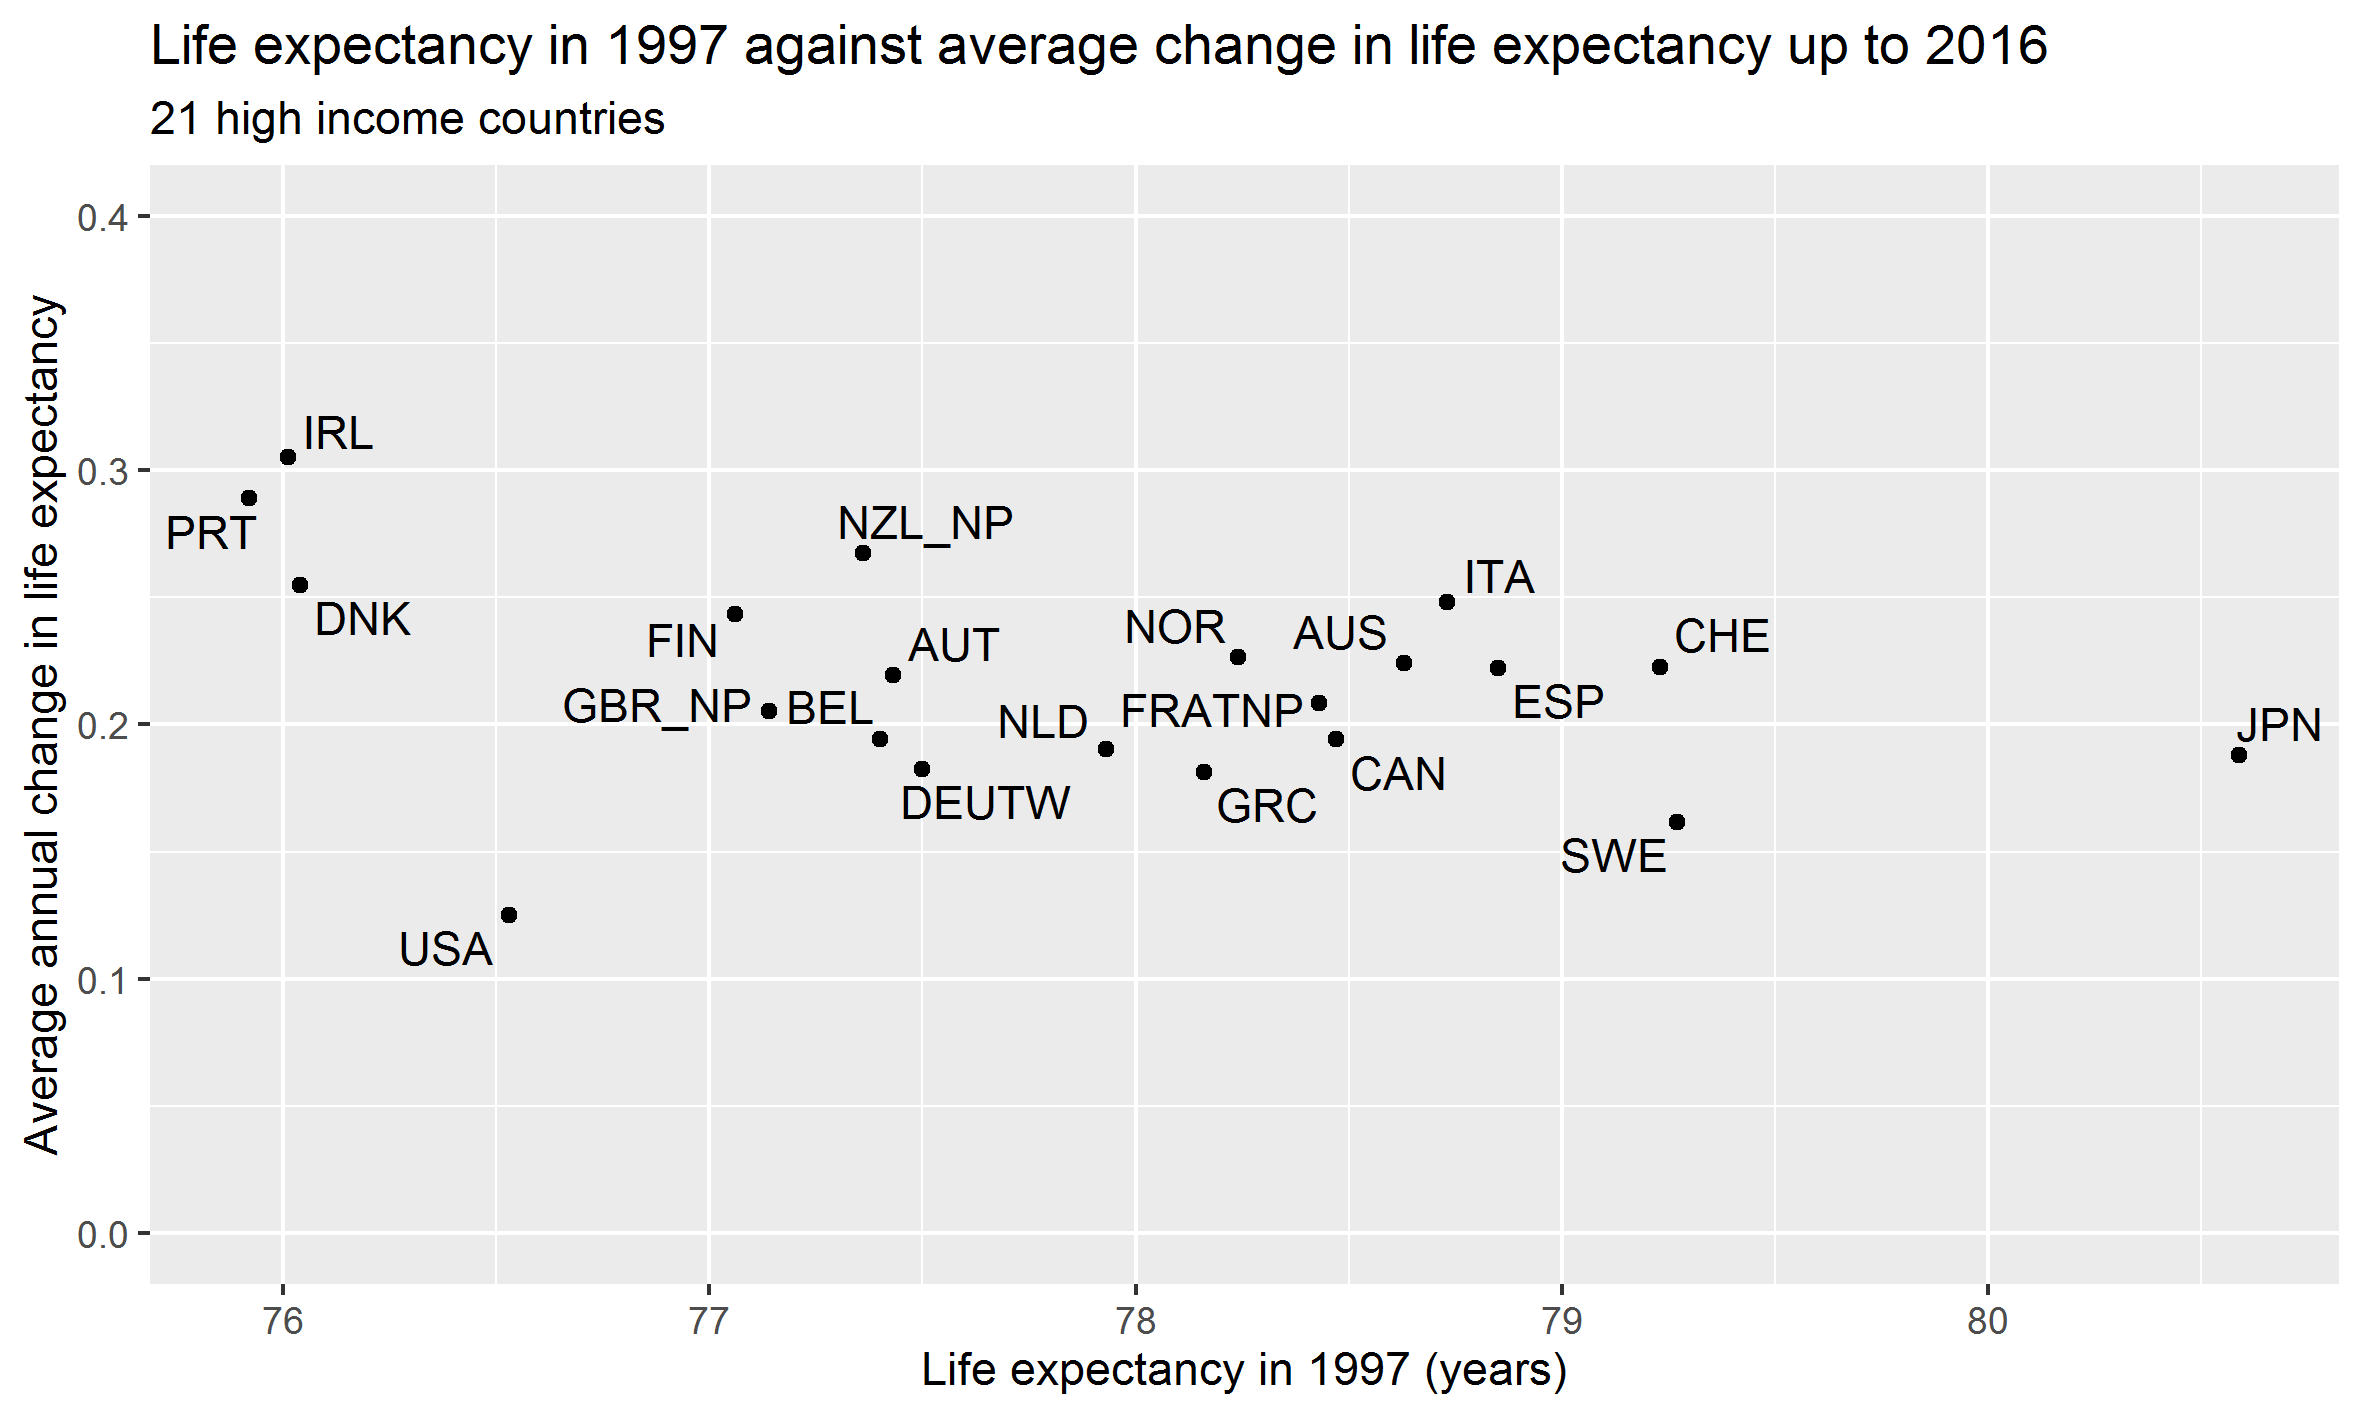 Life expectancy in 1997 against average change in life expectancy up to 2016
21 high income countries
Average annual change in life expectancy
0.4
0.3
0.2
0.1
0.0
IRL
PRT
NZL_NP
ITA
DNK
NOR
AUS
CHE
FIN
AUT
GBR_NP
BEL
NLD
FRATNP
ESP
JPN
CAN
DEUTW
GRC
SWE
USA
76
77
78
79
80
Life expectancy in 1997 (years)